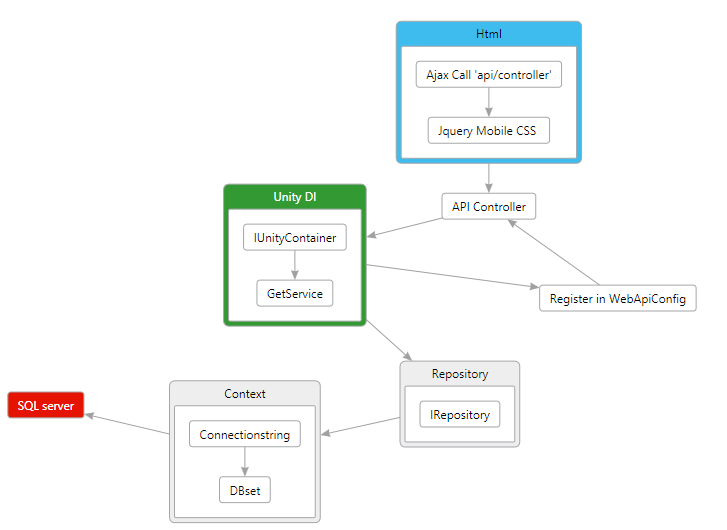 Html
Ajax Call 'api/controller'
Jquery Mobile CSS
API Controller
Unity DI
IUnityContainer
GetService
Register in WebApiConfig
Repository
IRepository
Context
Connectionstring
DBset
SQL server